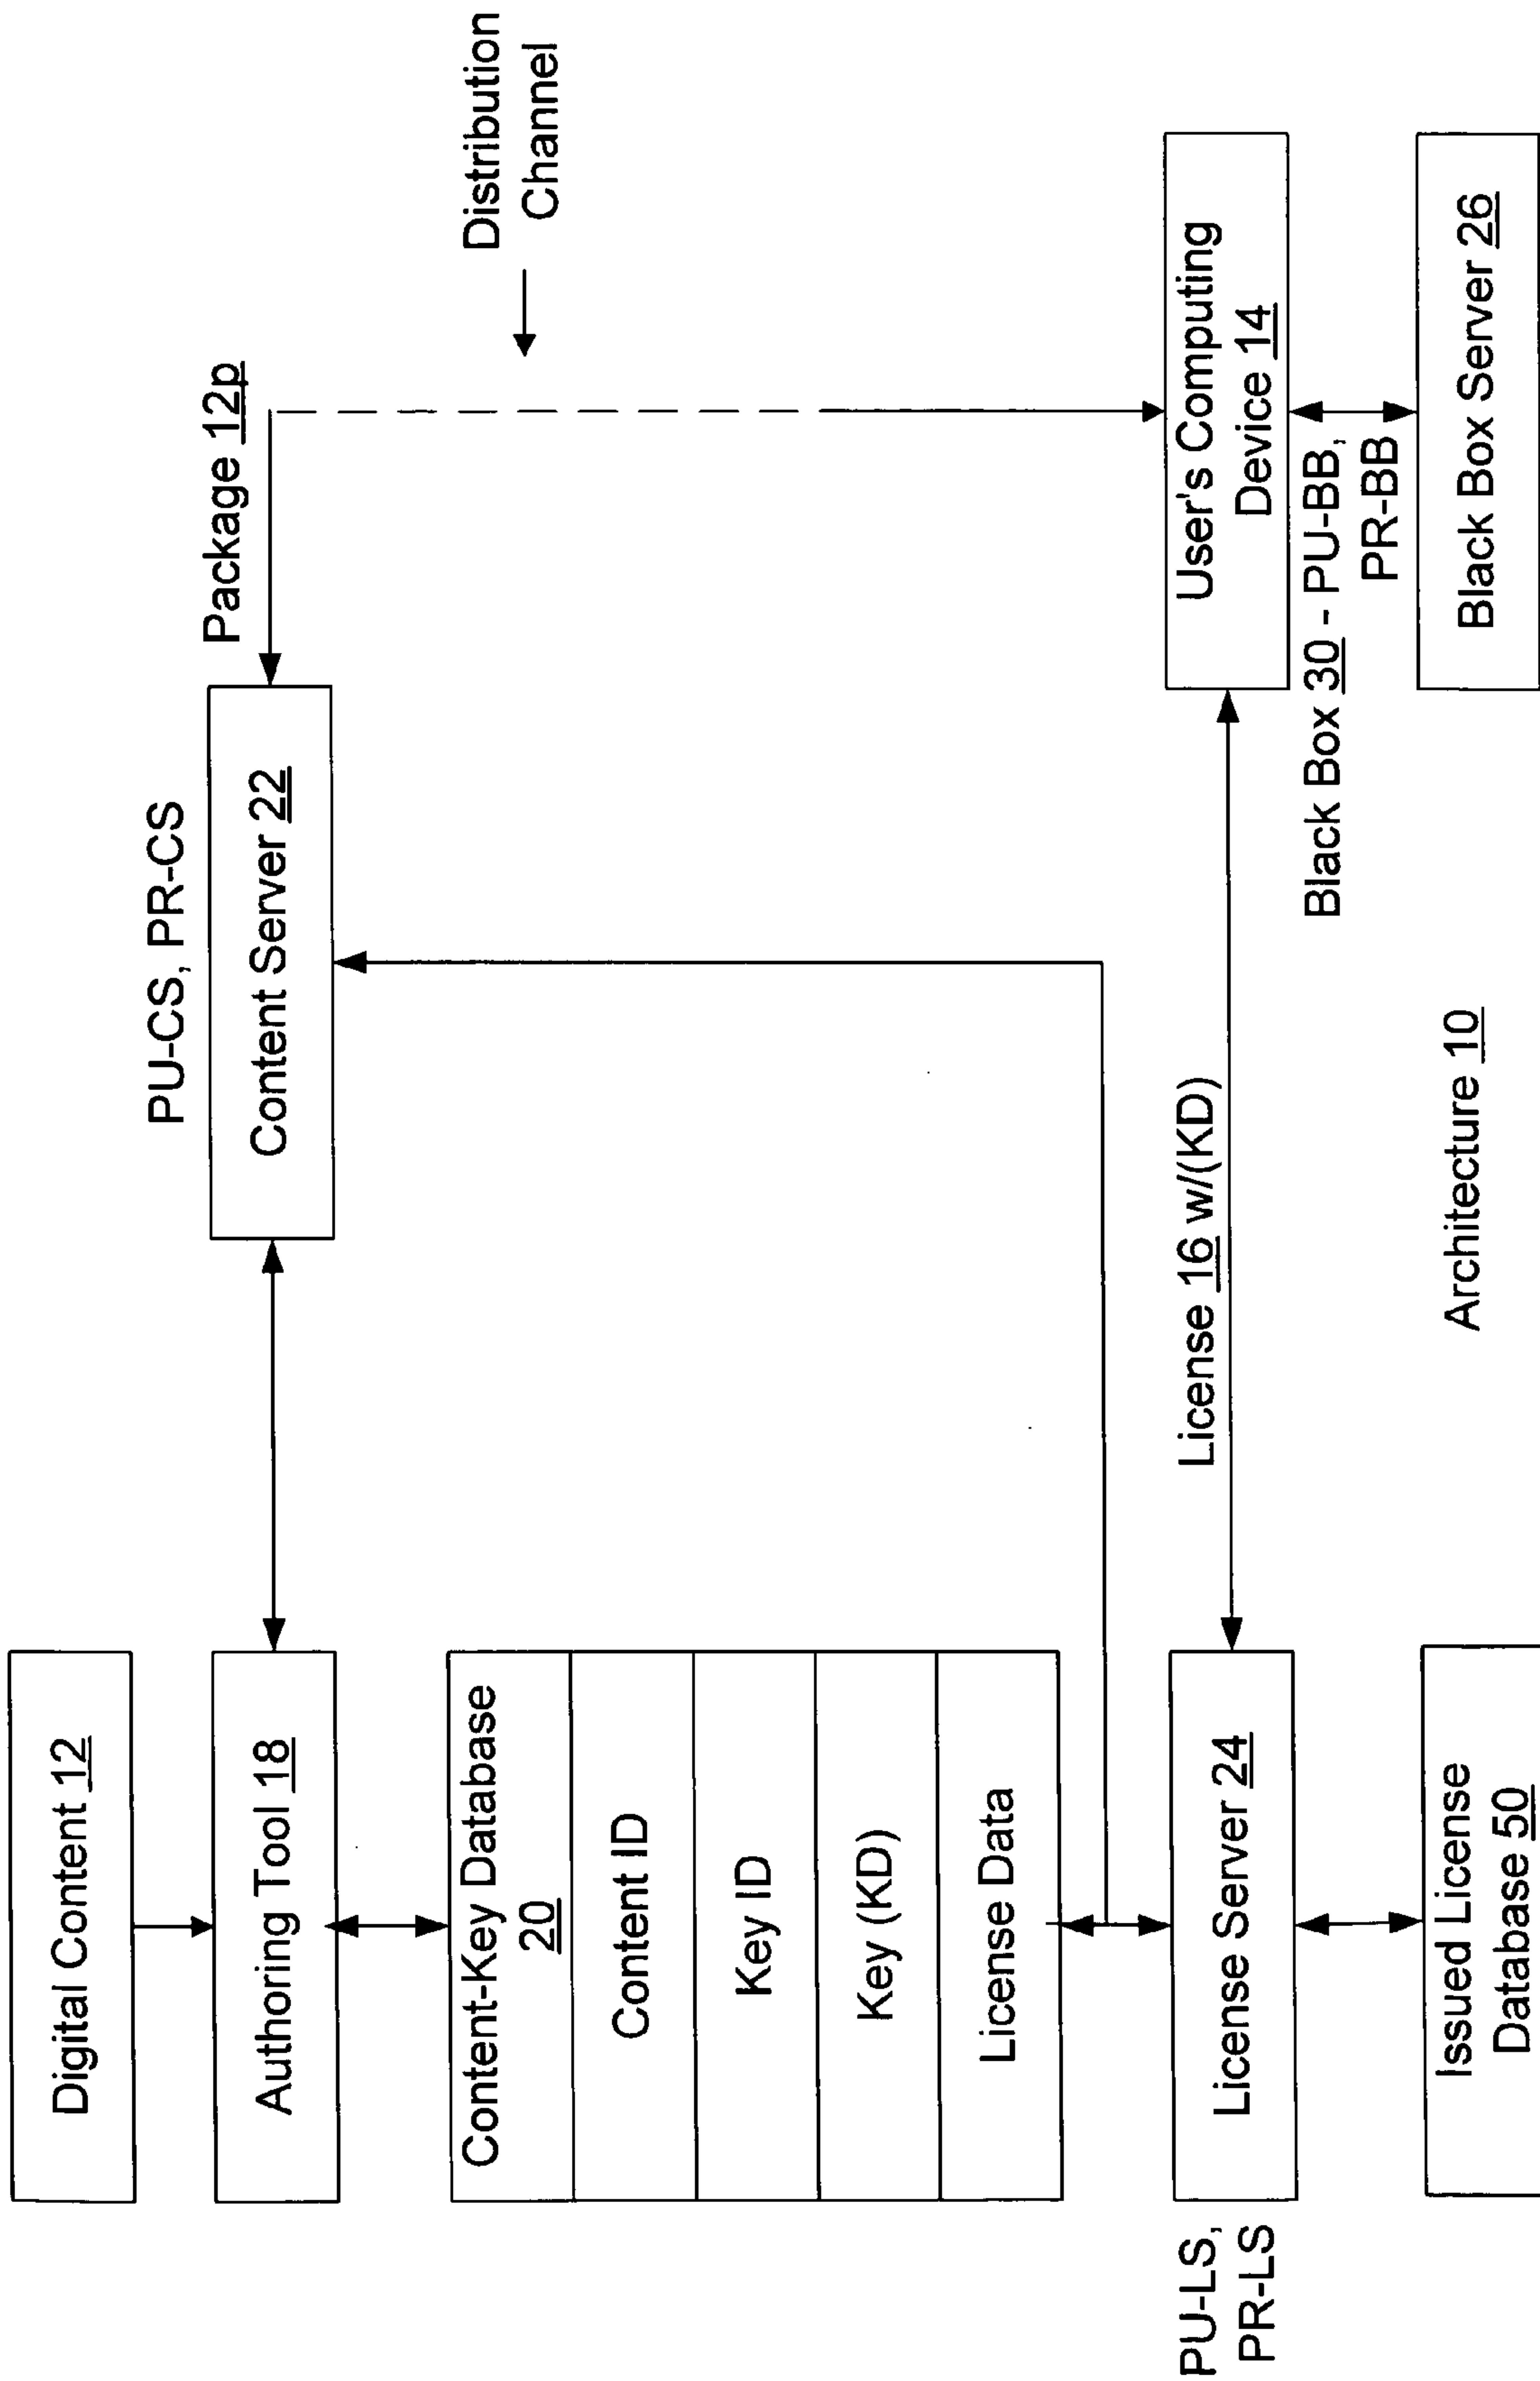 Digital Content 12
PU-CS, PR-CS
Authoring Tool 18
Content Server 22
Package 12p
Distribution
Channel
Content-Key Database
20
Content ID
Key ID
Key (KD)
License Data
PU-LS,
PR-LS
License Server 24
License 16 w/(KD)
User's Computing
Device 14
Black Box 30 - PU-BB,
PR-BB
Issued License
Database 50
Architecture 10
Black Box Server 26